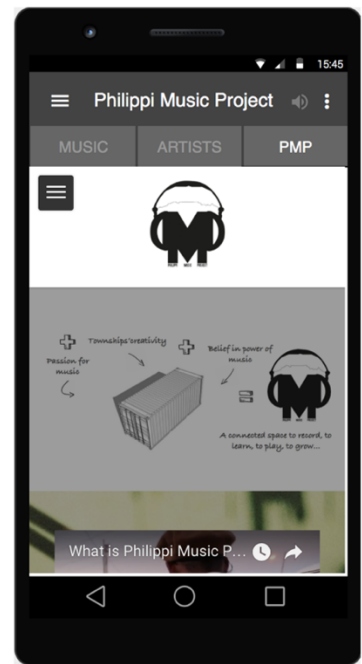 15:45
Philippi Music Project
MUSIC ARTISTS PMP
Passion for
music
Townships'creativity
Belief in power of
music
A connected space to record, to
learn, to play, to grow...
What is Philippi Music P...